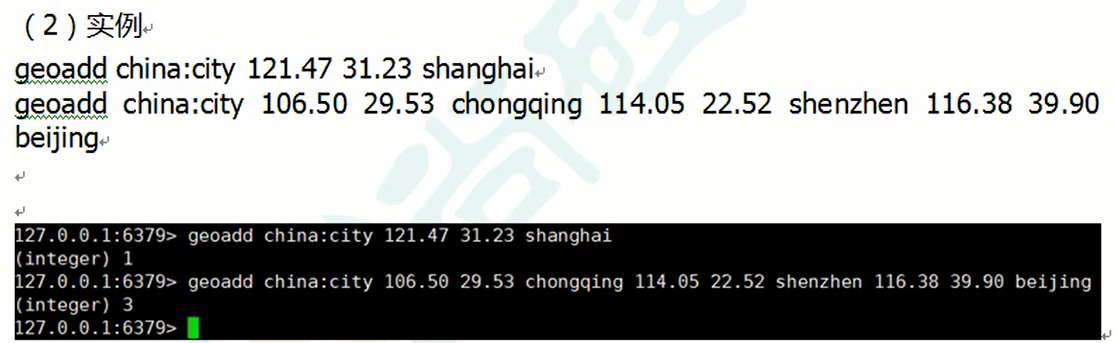 （2）实例
geoadd china:city 121.47 31.23 shanghai
geoadd china:city 106.50 29.53 chongqing 114.05 22.52 shenzhen 116.38 39.90
beijing
127.0.0.1:6379> geoadd china:city 121.47 31.23 shanghai
(integer) 1
127.0.0.1:6379> geoadd china:city 106.50 29.53 chongqing 114.05 22.52 shenzhen 116.38 39.90 beijing
(integer) 3
127.0.0.1:6379>